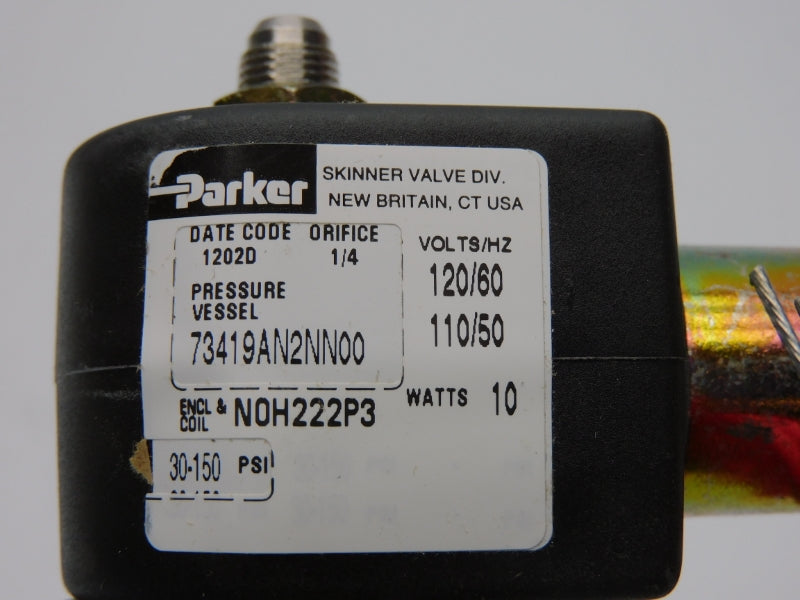 Parker
SKINNER VALVE DIV.
NEW BRITAIN, CT USA
DATE CODE ORIFICE
1202D 1/4
PRESSURE
VESSEL
73419AN2NN00
VOLTS/HZ
120/60
110/50
ENCL &
COIL NOH222P3
WATTS 10
30-150 PSI